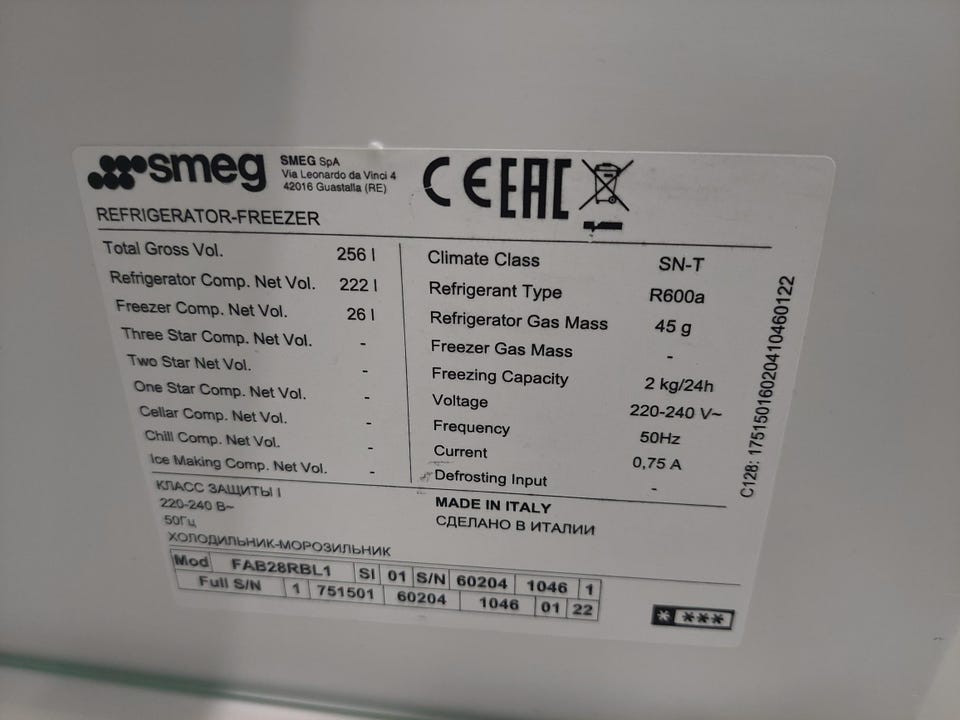 smeg
SMEG SpA
Via Leonardo da Vinci 4
42016 Guastalla (RE)
CE EAC
REFRIGERATOR-FREEZER
Total Gross Vol. 256 l
Refrigerator Comp. Net Vol. 222 l
Freezer Comp. Net Vol. 26 l
Three Star Comp. Net Vol. -
Two Star Net Vol. -
One Star Comp. Net Vol. -
Cellar Comp. Net Vol. -
Chill Comp. Net Vol. -
Ice Making Comp. Net Vol. -
Climate Class SN-T
Refrigerant Type R600a
Refrigerator Gas Mass 45 g
Freezer Gas Mass -
Freezing Capacity 2 kg/24h
Voltage 220-240 V~
Frequency 50Hz
Current 0,75 A
Defrosting Input -
C128: 17515016020410460122
КЛАСС ЗАЩИТЫ I
220-240 В~
50Гц
ХОЛОДИЛЬНИК-МОРОЗИЛЬНИК
MADE IN ITALY
СДЕЛАНО В ИТАЛИИ
Mod FAB28RBL1 SI 01 S/N 60204 1046 1
Full S/N 1 751501 60204 1046 01 22
* ***